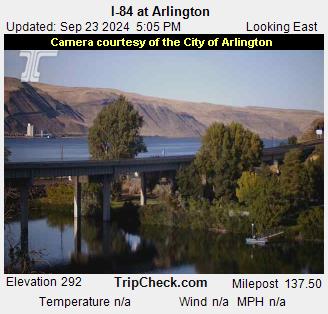 I-84 at Arlington
Updated: Sep 23 2024 5:05 PM Looking East
Camera courtesy of the City of Arlington
Elevation 292 TripCheck.com Milepost 137.50
Temperature n/a Wind n/a MPH n/a